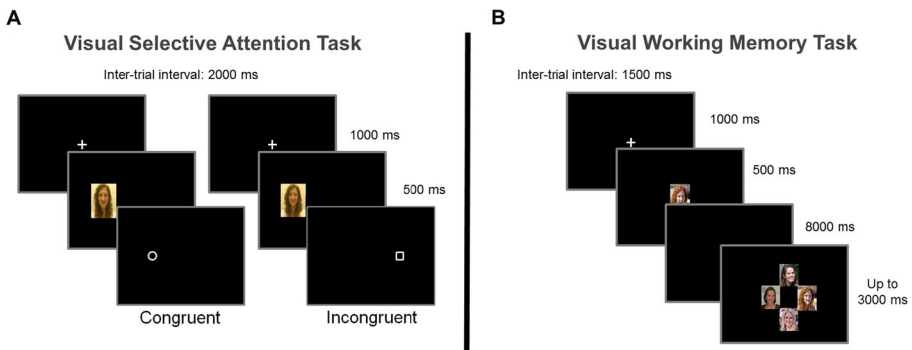 A
Visual Selective Attention Task
Inter-trial interval: 2000 ms
1000 ms
500 ms
Congruent
Incongruent
B
Visual Working Memory Task
Inter-trial interval: 1500 ms
1000 ms
500 ms
8000 ms
Up to
3000 ms